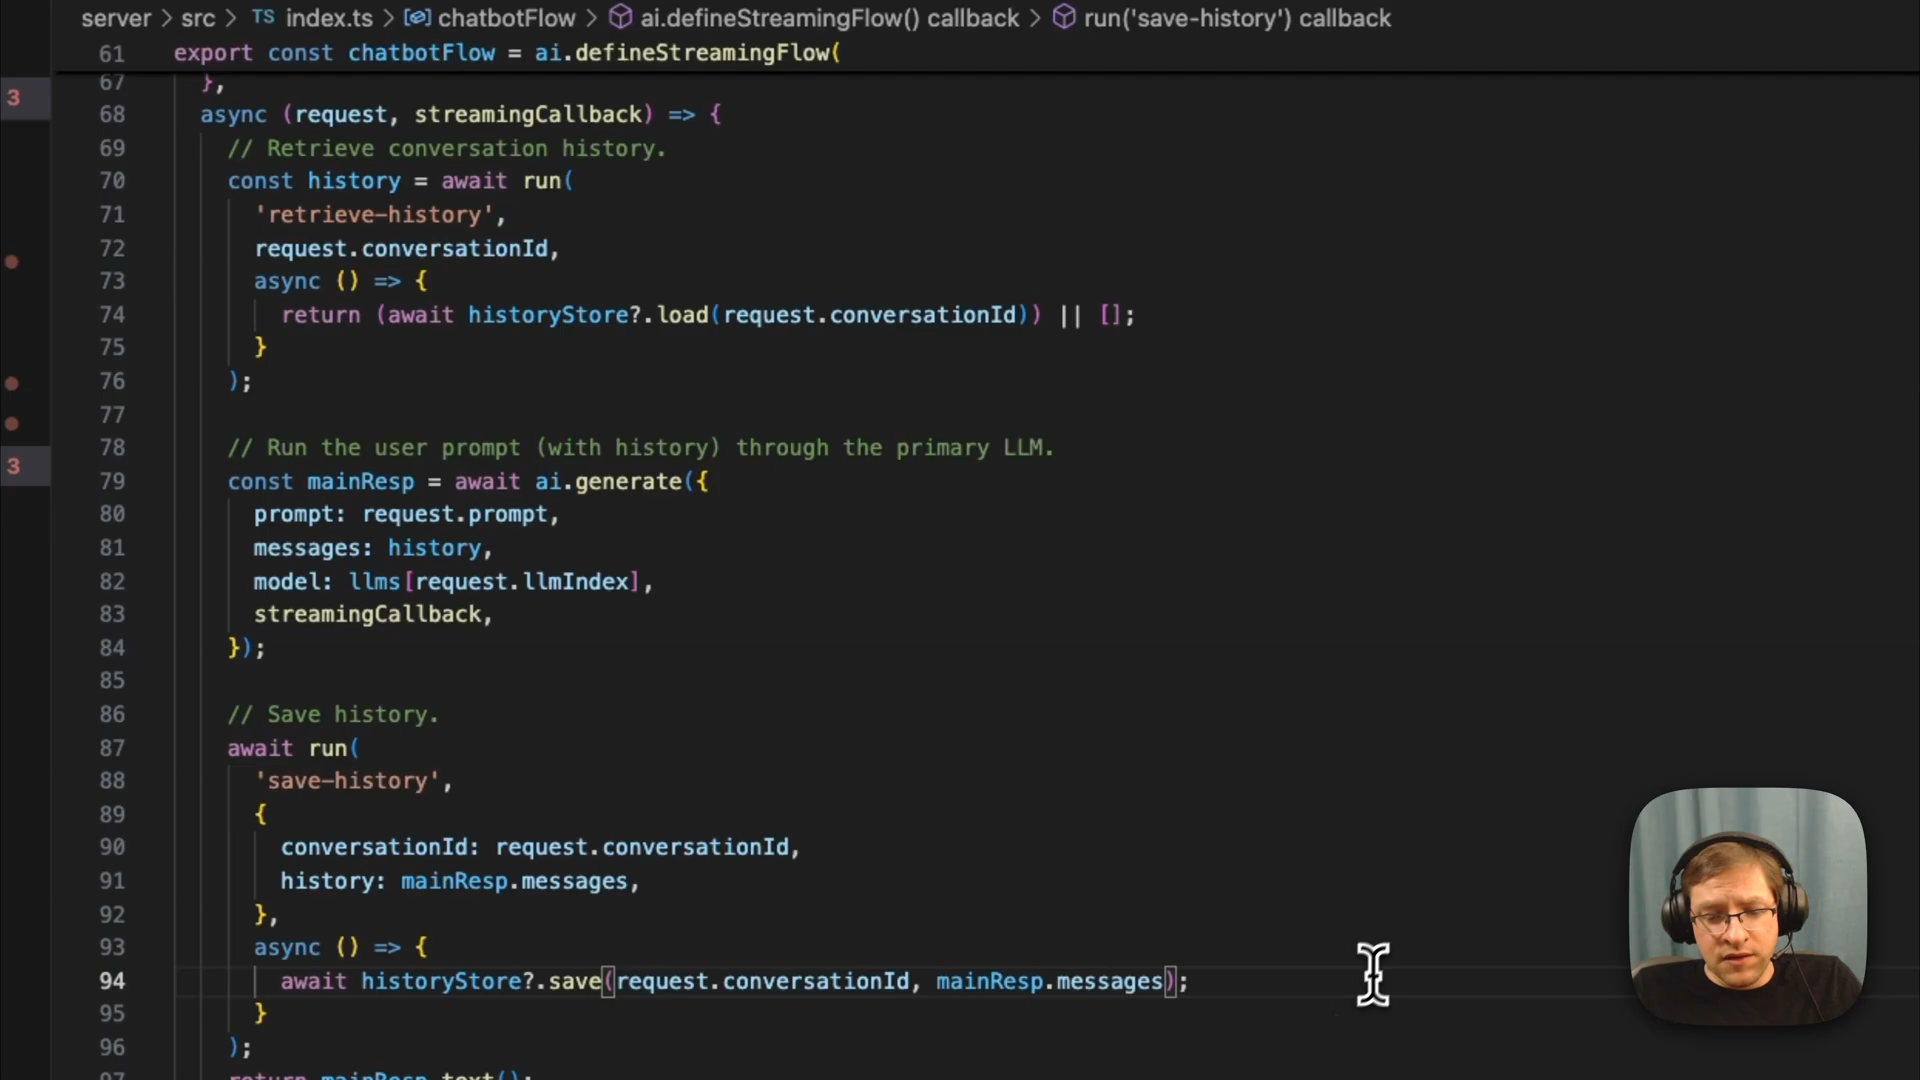 server > src > TS index.ts > chatbotFlow > ai.defineStreamingFlow() callback > run('save-history') callback
61 export const chatbotFlow = ai.defineStreamingFlow(
67 },
3
68 async (request, streamingCallback) => {
69 // Retrieve conversation history.
70 const history = await run(
71 'retrieve-history',
72 request.conversationId,
73 async () => {
74 return (await historyStore?.load(request.conversationId)) || [];
75 }
76 );
77
78 // Run the user prompt (with history) through the primary LLM.
3
79 const mainResp = await ai.generate({
80 prompt: request.prompt,
81 messages: history,
82 model: llms[request.llmIndex],
83 streamingCallback,
84 });
85
86 // Save history.
87 await run(
88 'save-history',
89 {
90 conversationId: request.conversationId,
91 history: mainResp.messages,
92 },
93 async () => {
94 await historyStore?.save(request.conversationId, mainResp.messages);
95 }
96 );
97 return mainResp.text();